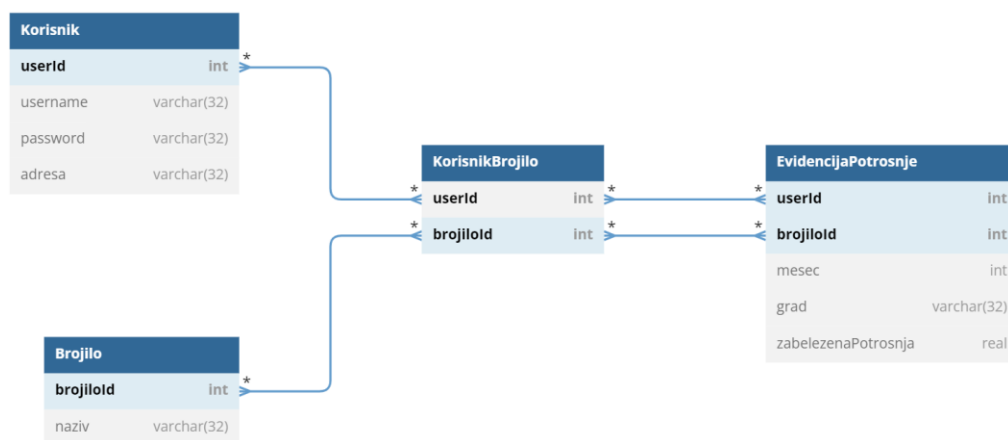 Korisnik
userId int
username varchar(32)
password varchar(32)
adresa varchar(32)
*
KorisnikBrojilo
* userId int *
* brojiloId int *
EvidencijaPotrosnje
* userId int
* brojiloId int
mesec int
grad varchar(32)
zabelezenaPotrosnja real
Brojilo
brojiloId int *
naziv varchar(32)